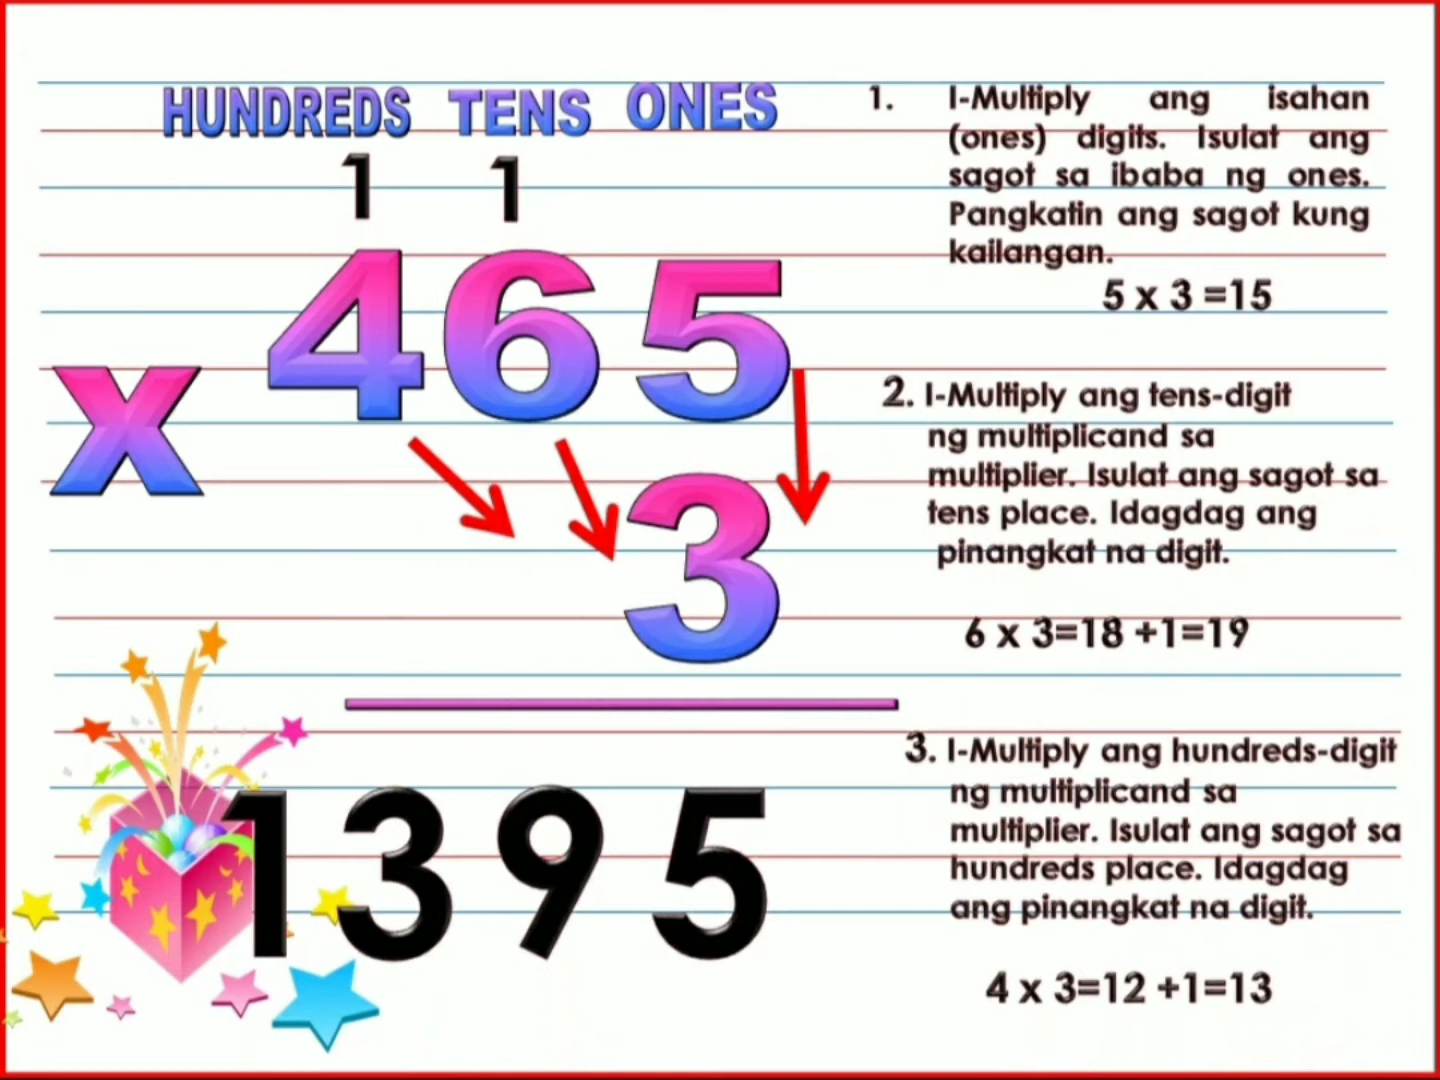 HUNDREDS TENS ONES
1 1
465
x
3
1395
1. I-Multiply ang isahan
(ones) digits. Isulat ang
sagot sa ibaba ng ones.
Pangkatin ang sagot kung
kailangan.
5 x 3 =15
2. I-Multiply ang tens-digit
ng multiplicand sa
multiplier. Isulat ang sagot sa
tens place. Idagdag ang
pinangkat na digit.
6 x 3=18 +1=19
3. I-Multiply ang hundreds-digit
ng multiplicand sa
multiplier. Isulat ang sagot sa
hundreds place. Idagdag
ang pinangkat na digit.
4 x 3=12 +1=13